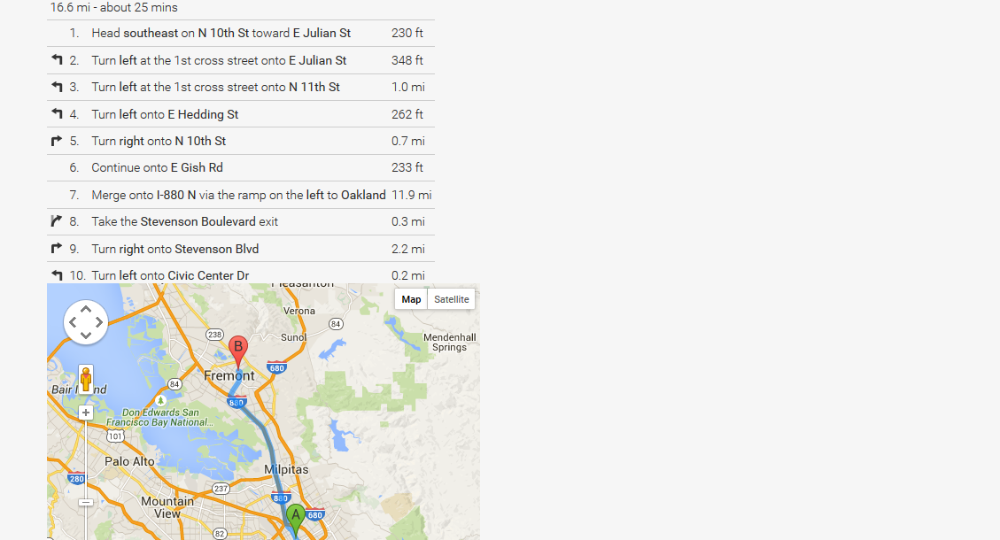 16.6 mi - about 25 mins
1. Head southeast on N 10th St toward E Julian St 230 ft
2. Turn left at the 1st cross street onto E Julian St 348 ft
3. Turn left at the 1st cross street onto N 11th St 1.0 mi
4. Turn left onto E Hedding St 262 ft
5. Turn right onto N 10th St 0.7 mi
6. Continue onto E Gish Rd 233 ft
7. Merge onto I-880 N via the ramp on the left to Oakland 11.9 mi
8. Take the Stevenson Boulevard exit 0.3 mi
9. Turn right onto Stevenson Blvd 2.2 mi
10. Turn left onto Civic Center Dr 0.2 mi
Pleasanton
Map Satellite
Verona
84
238
Sunol
Mendenhall
Springs
B
680
Fremont
84
Bair Island
880
Don Edwards San
Francisco Bay National...
101
Palo Alto
Milpitas
280
237
880
Mountain
View
A
680
82